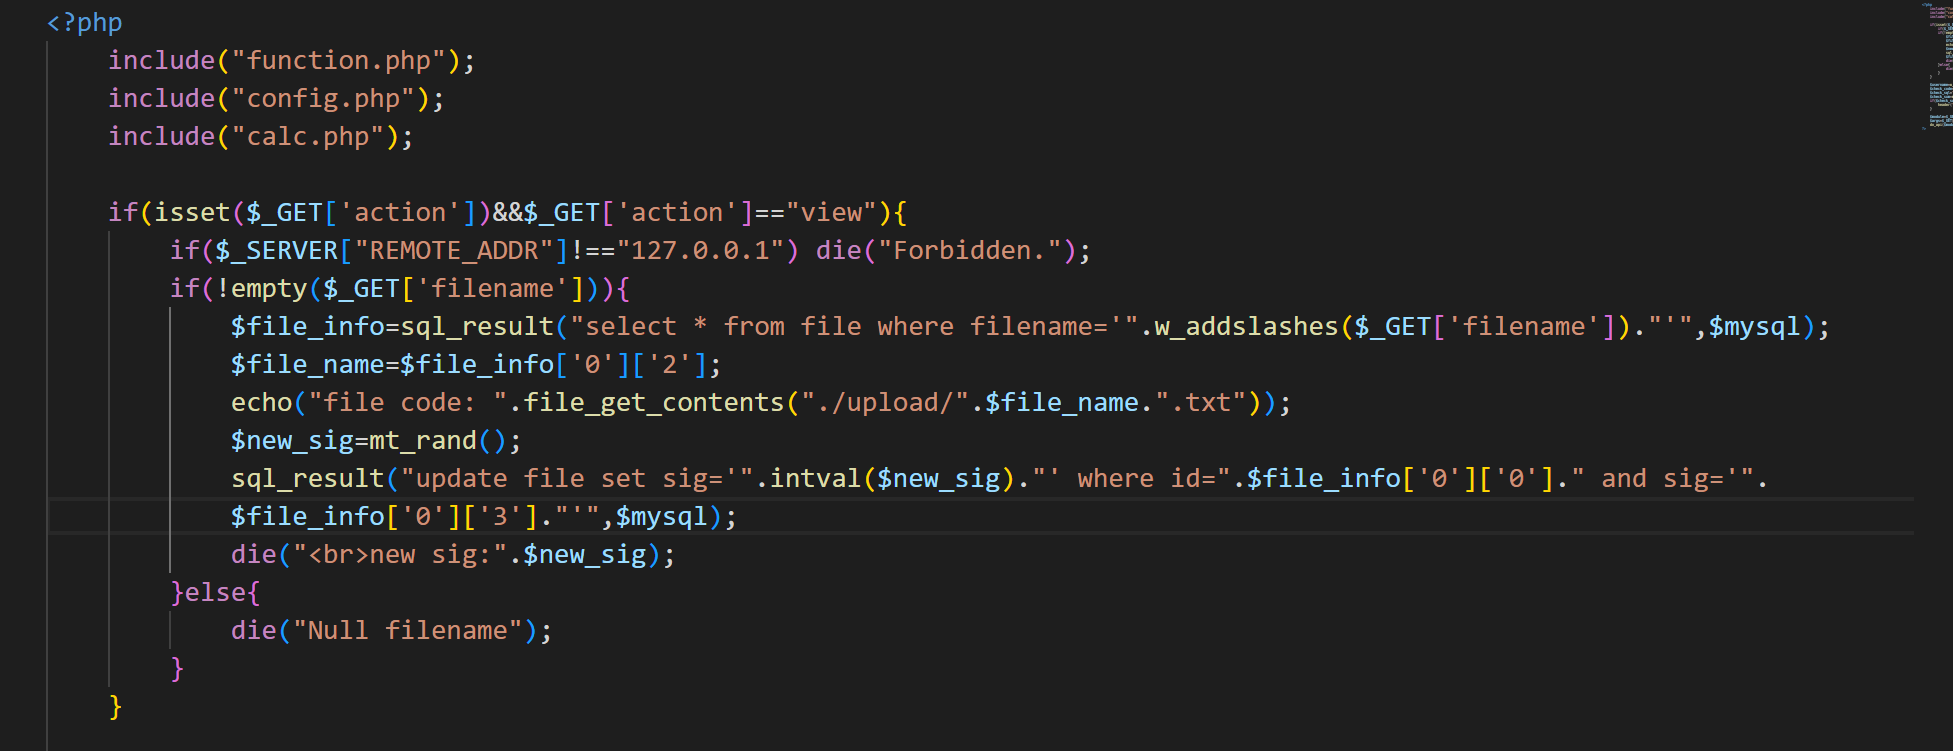 <?php
include("function.php");
include("config.php");
include("calc.php");
if(isset($_GET['action'])&&$_GET['action']=="view"){
if($_SERVER["REMOTE_ADDR"]!=="127.0.0.1") die("Forbidden.");
if(!empty($_GET['filename'])){
$file_info=sql_result("select * from file where filename='".w_addslashes($_GET['filename'])."'",$mysql);
$file_name=$file_info['0']['2'];
echo("file code: ".file_get_contents("./upload/".$file_name.".txt"));
$new_sig=mt_rand();
sql_result("update file set sig='".intval($new_sig)."' where id=".$file_info['0']['0']." and sig='".
$file_info['0']['3']."'",$mysql);
die("<br>new sig:".$new_sig);
}else{
die("Null filename");
}
}